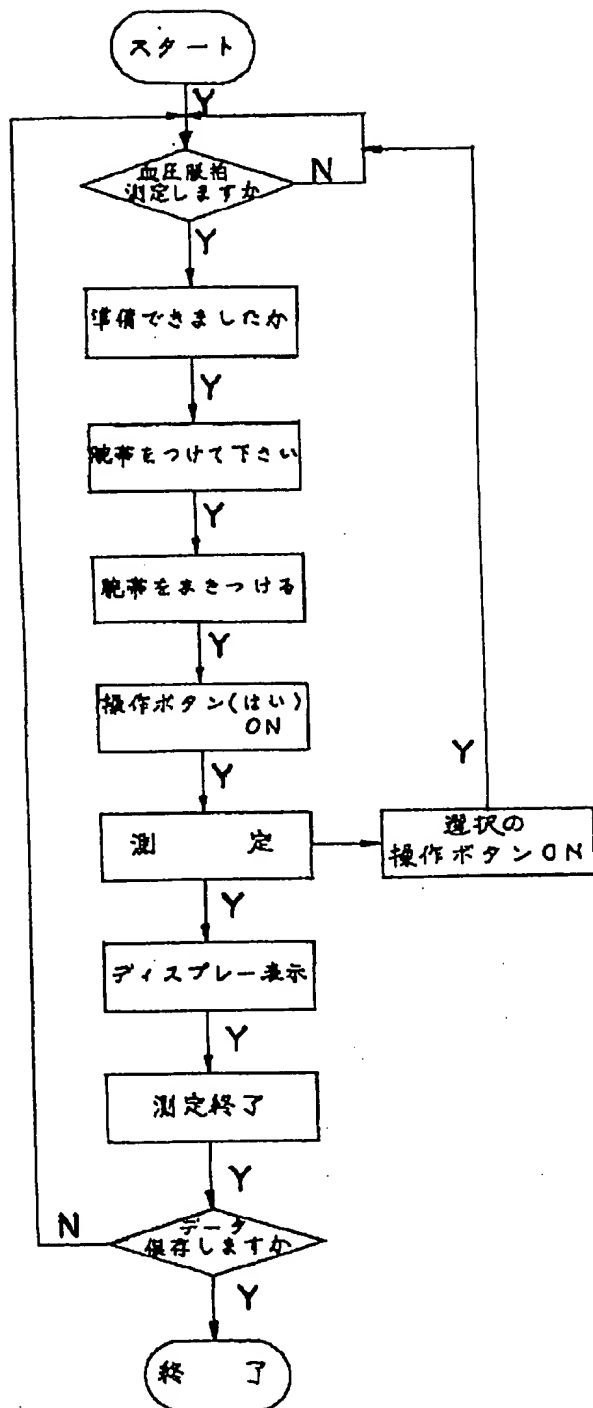 スタート
Y
血圧脈拍
測定しますか
N
Y
準備できましたか
Y
腕帯をつけて下さい
Y
腕帯をまきつける
Y
操作ボタン(はい)
ON
Y
測 定
選択の
操作ボタンON
Y
Y
ディスプレー表示
Y
測定終了
Y
データ
保存しますか
N
Y
終 了